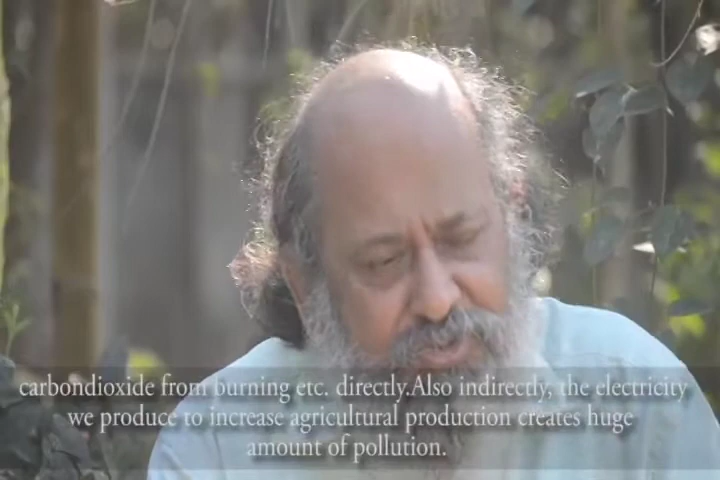 carbondioxide from burning etc. directly.Also indirectly, the electricity
we produce to increase agricultural production creates huge
amount of pollution.